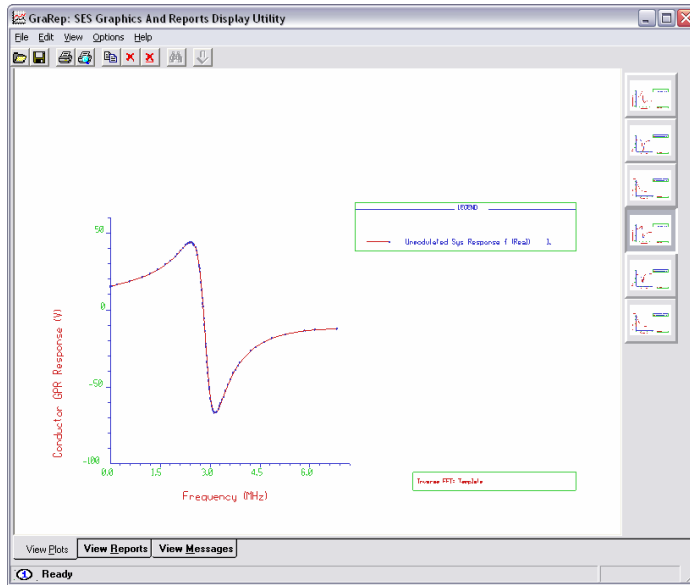 GraRep: SES Graphics And Reports Display Utility
File Edit View Options Help
LEGEND
Unmodulated Sys Response f (Real) 1.
50
0
-50
-100
Conductor GPR Response (V)
0.0 1.5 3.0 4.5 6.0
Frequency (MHz)
Inverse FFT: Template
View Plots View Reports View Messages
Ready